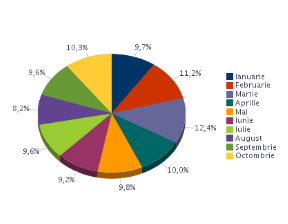 10,3%
9,7%
9,6%
11,2%
8,2%
12,4%
9,6%
10,0%
9,2%
9,8%
Ianuarie
Februarie
Martie
Aprilie
Mai
Iunie
Iulie
August
Septembrie
Octombrie